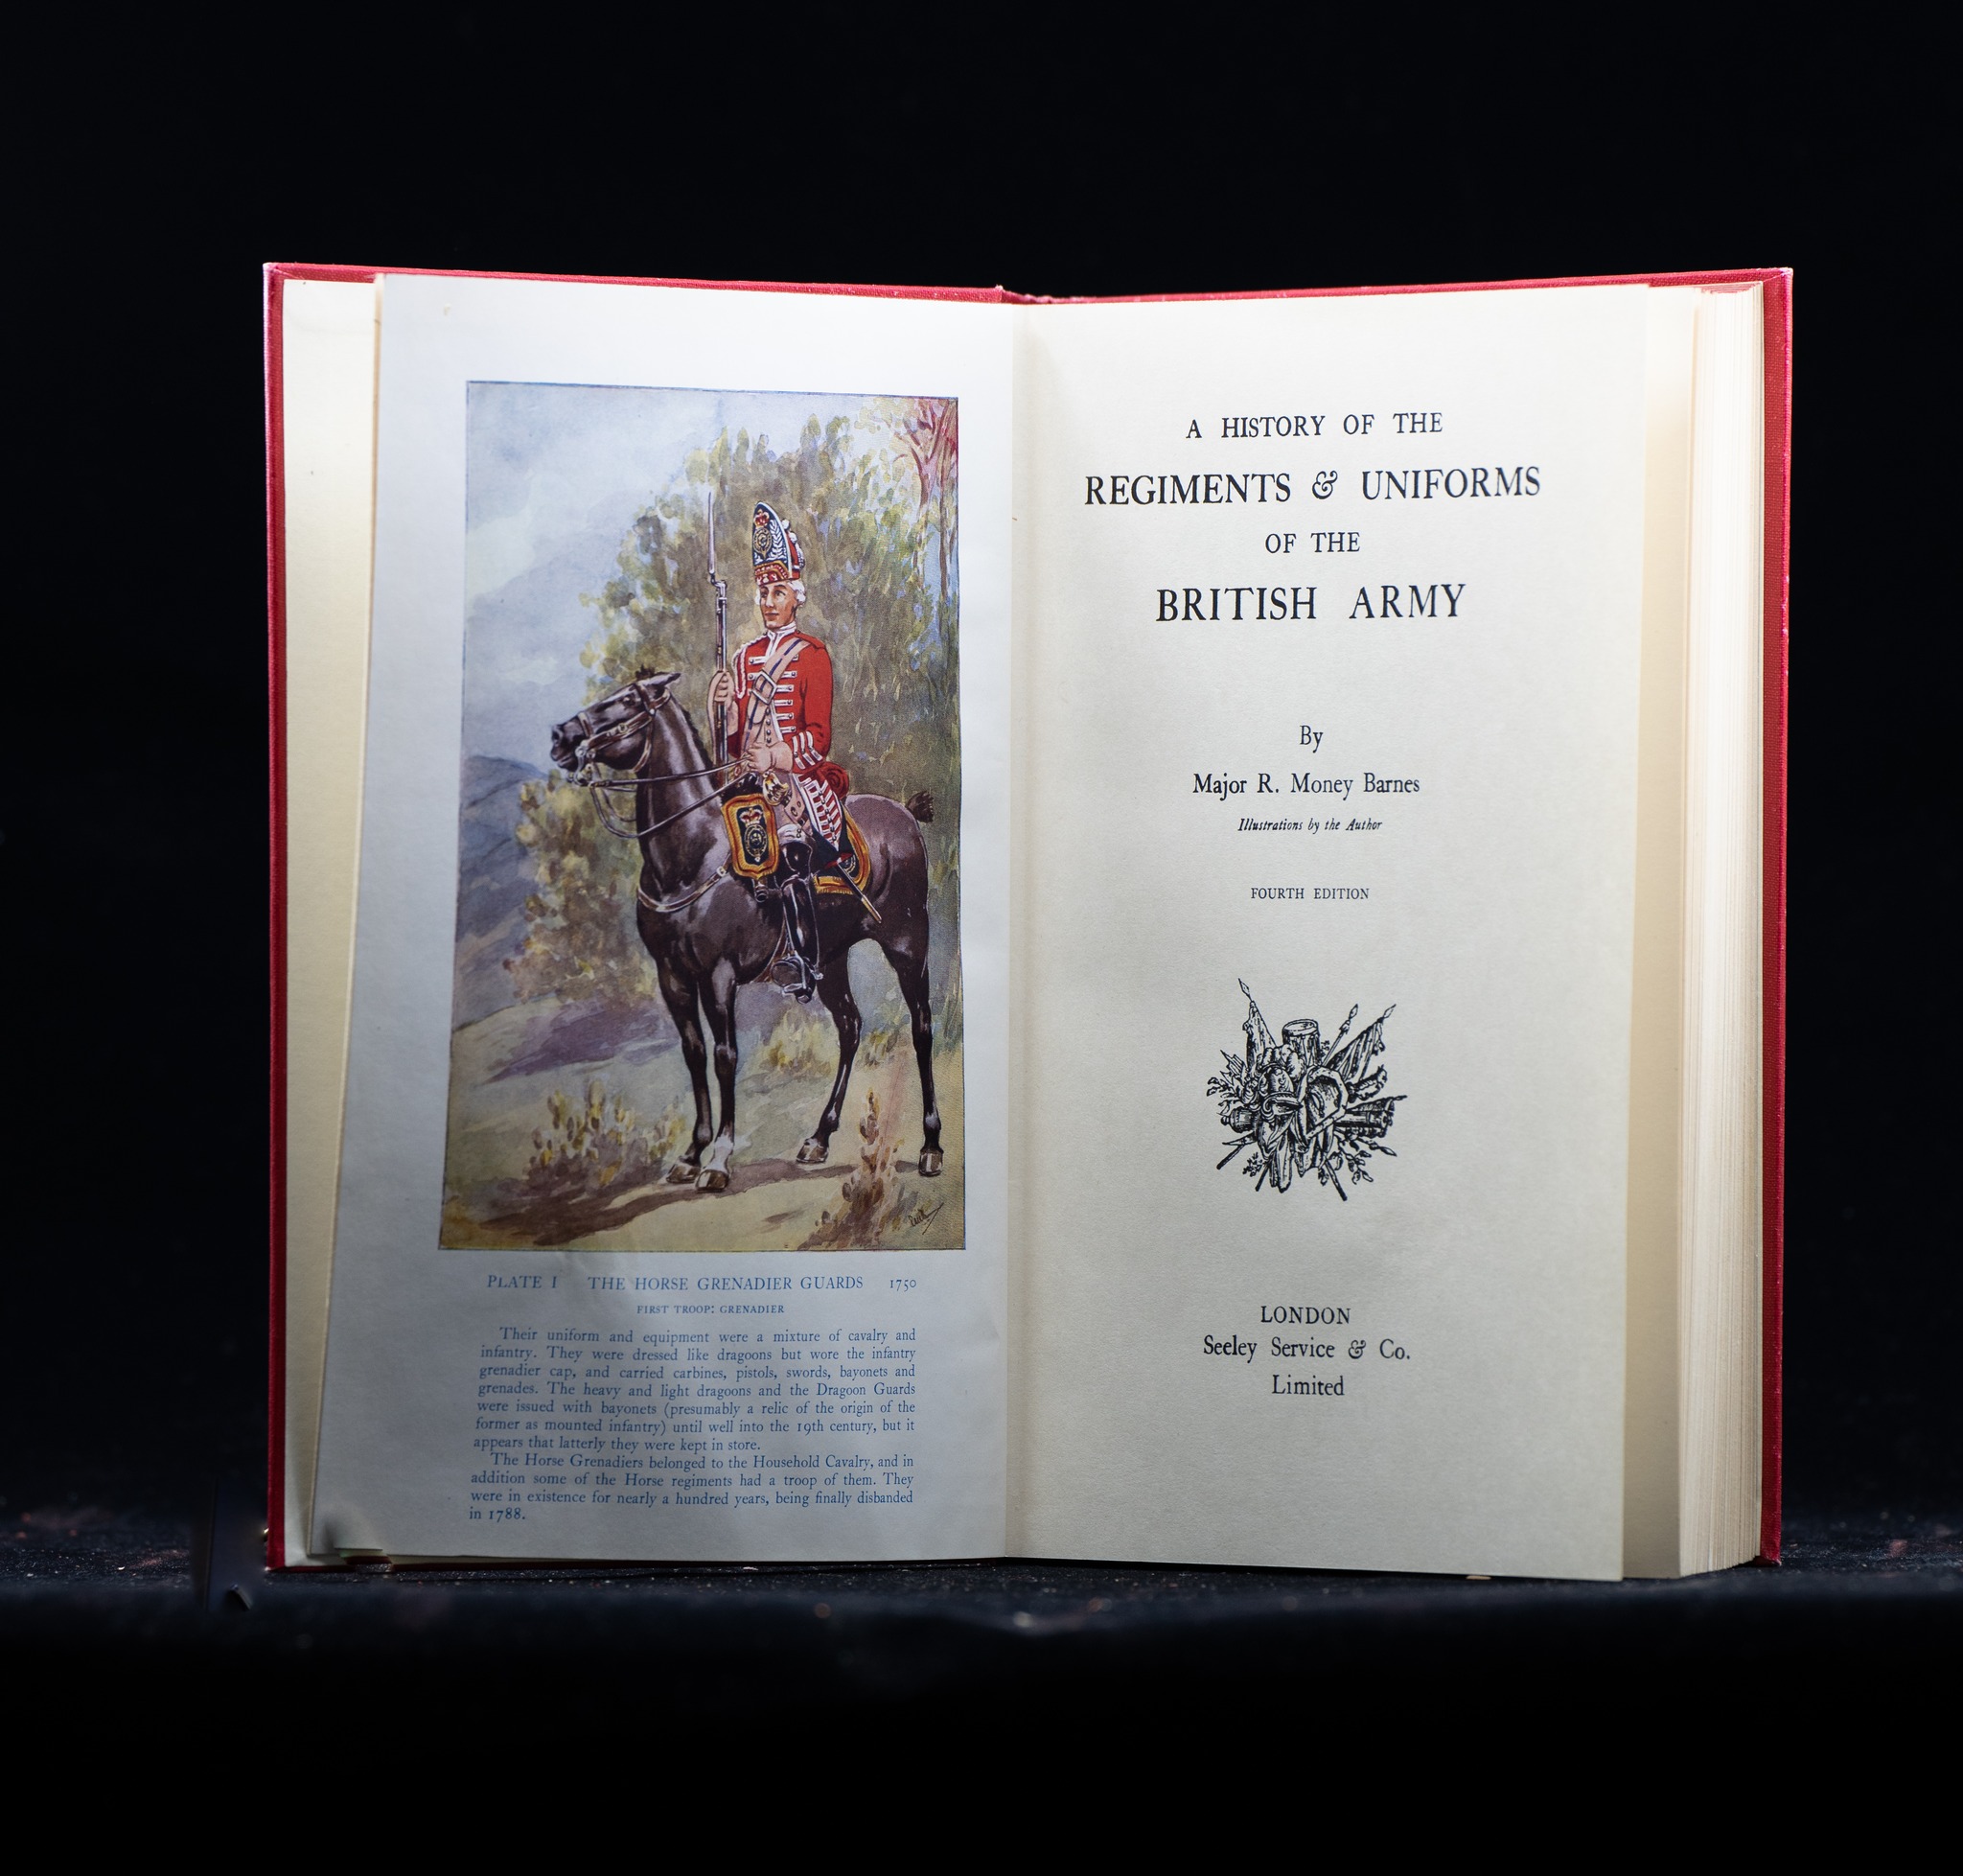 PLATE I THE HORSE GRENADIER GUARDS 1750
FIRST TROOP: GRENADIER
Their uniform and equipment were a mixture of cavalry and
infantry. They were dressed like dragoons but wore the infantry
grenadier cap, and carried carbines, pistols, swords, bayonets and
grenades. The heavy and light dragoons and the Dragoon Guards
were issued with bayonets (presumably a relic of the origin of the
former as mounted infantry) until well into the 19th century, but it
appears that latterly they were kept in store.
The Horse Grenadiers belonged to the Household Cavalry, and in
addition some of the Horse regiments had a troop of them. They
were in existence for nearly a hundred years, being finally disbanded
in 1788.
A HISTORY OF THE
REGIMENTS & UNIFORMS
OF THE
BRITISH ARMY
By
Major R. Money Barnes
Illustrations by the Author
FOURTH EDITION
LONDON
Seeley Service & Co.
Limited